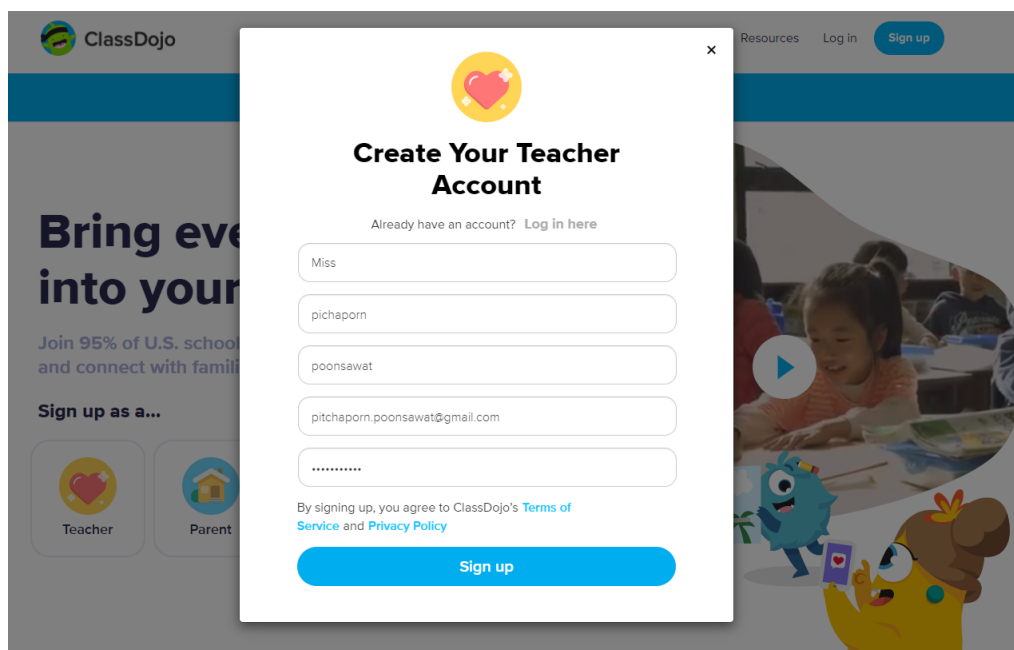 ClassDojo
Resources
Log in
Sign up
Create Your Teacher
Account
Already have an account? Log in here
Miss
pichaporn
poonsawat
pitchaporn.poonsawat@gmail.com
•••••••••••
By signing up, you agree to ClassDojo's Terms of
Service and Privacy Policy
Sign up
Bring eve
into your
Join 95% of U.S. school
and connect with famili
Sign up as a...
Teacher
Parent